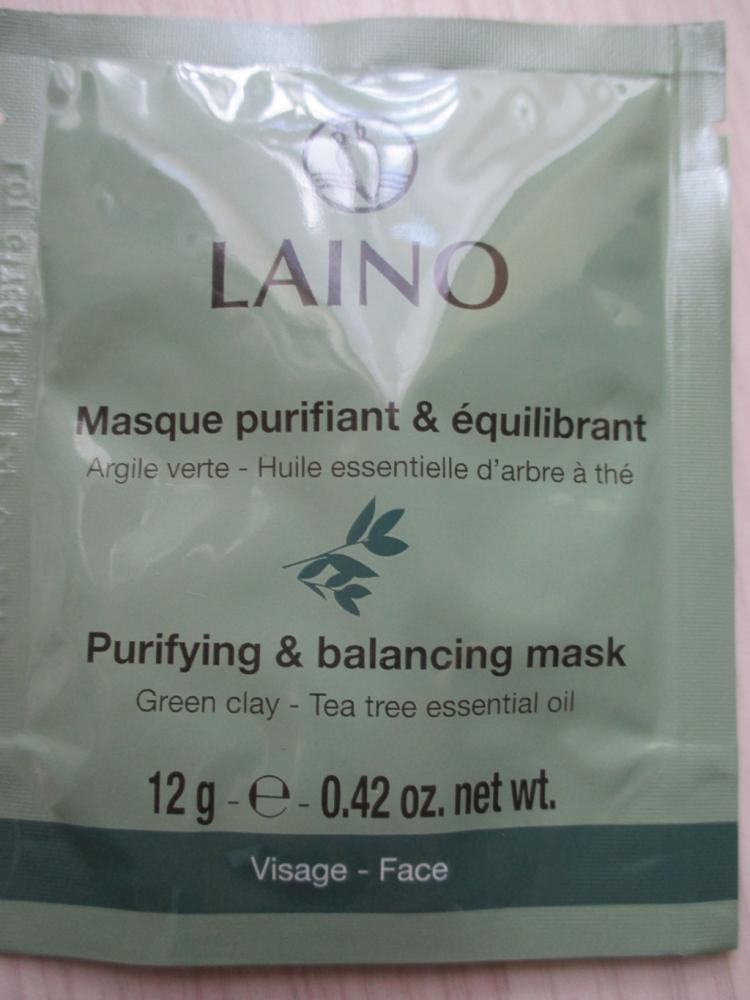 LAINO
Masque purifiant & équilibrant
Argile verte - Huile essentielle d'arbre à thé
Purifying & balancing mask
Green clay - Tea tree essential oil
12 g - ℮ - 0.42 oz. net wt.
Visage - Face